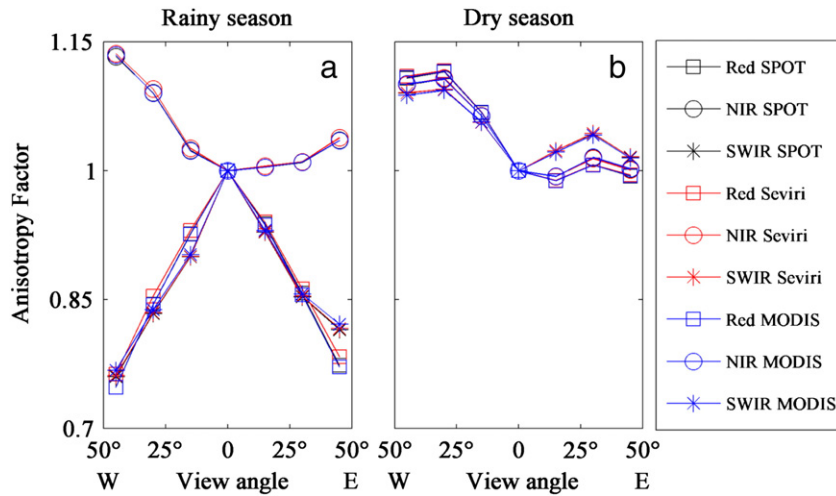 Rainy season
Dry season
Anisotropy Factor
1.15
1
0.85
0.7
a
b
50° 25° 0 25° 50°
W View angle E
50° 25° 0 25° 50°
W View angle E
Red SPOT
NIR SPOT
SWIR SPOT
Red Seviri
NIR Seviri
SWIR Seviri
Red MODIS
NIR MODIS
SWIR MODIS